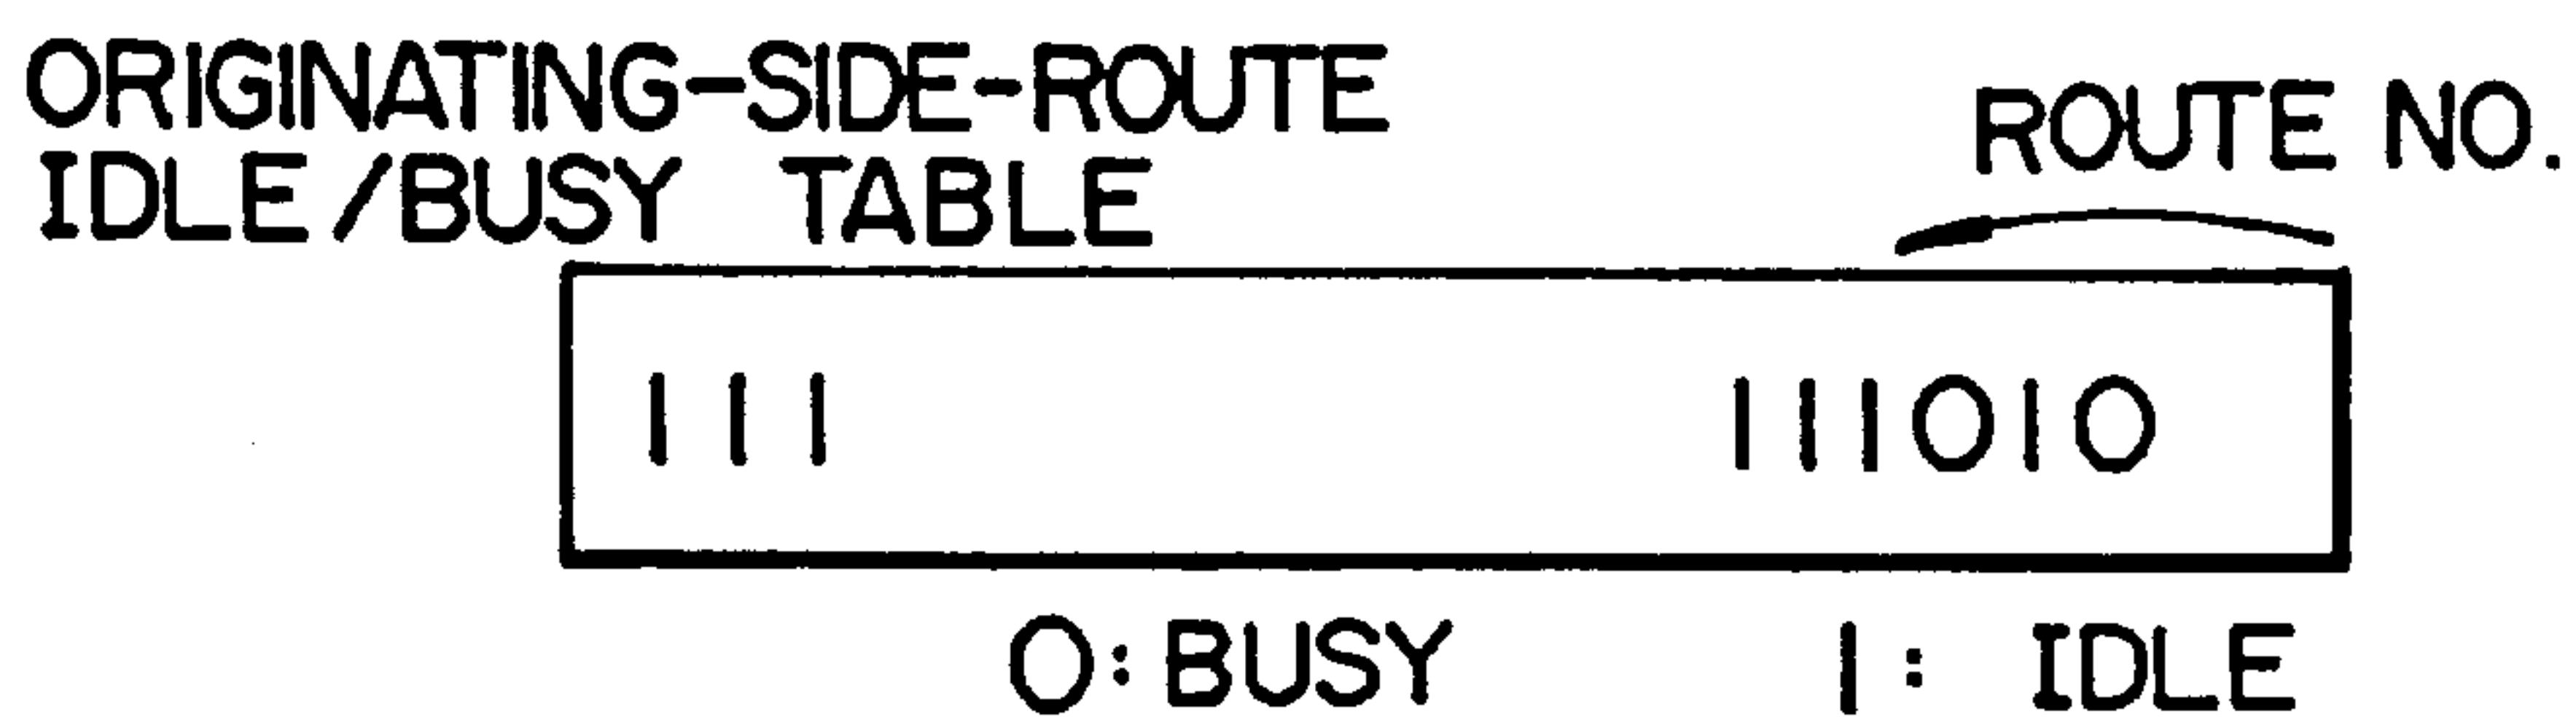 ORIGINATING-SIDE-ROUTE
IDLE/BUSY TABLE
ROUTE NO.
111 111010
0: BUSY 1: IDLE